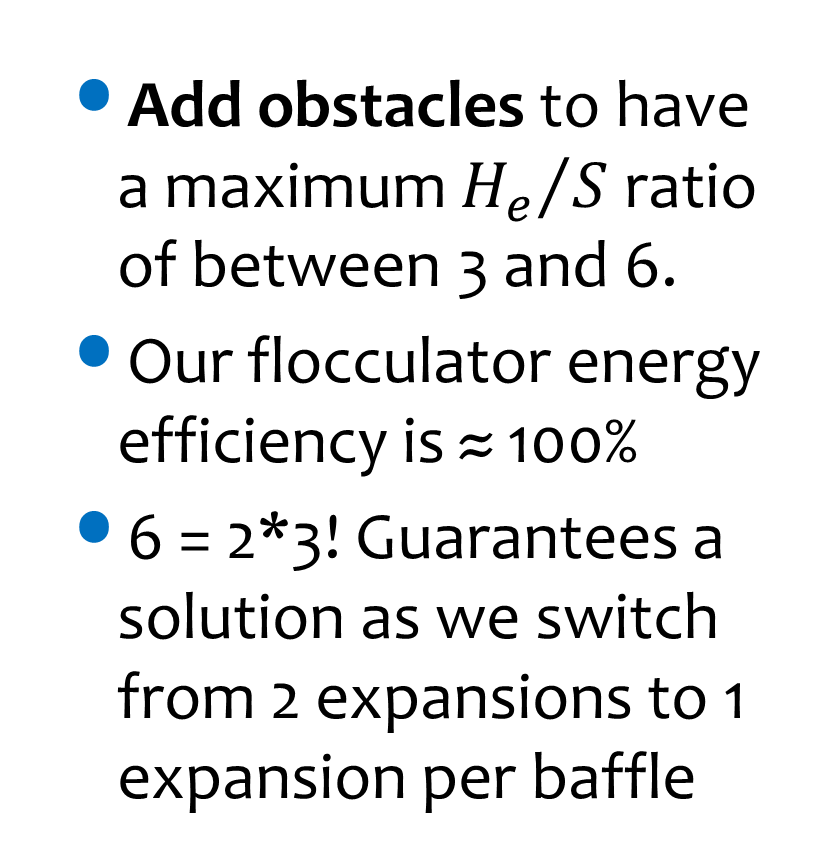 • Add obstacles to have
a maximum Hₑ/S ratio
of between 3 and 6.
• Our flocculator energy
efficiency is ≈ 100%
• 6 = 2*3! Guarantees a
solution as we switch
from 2 expansions to 1
expansion per baffle